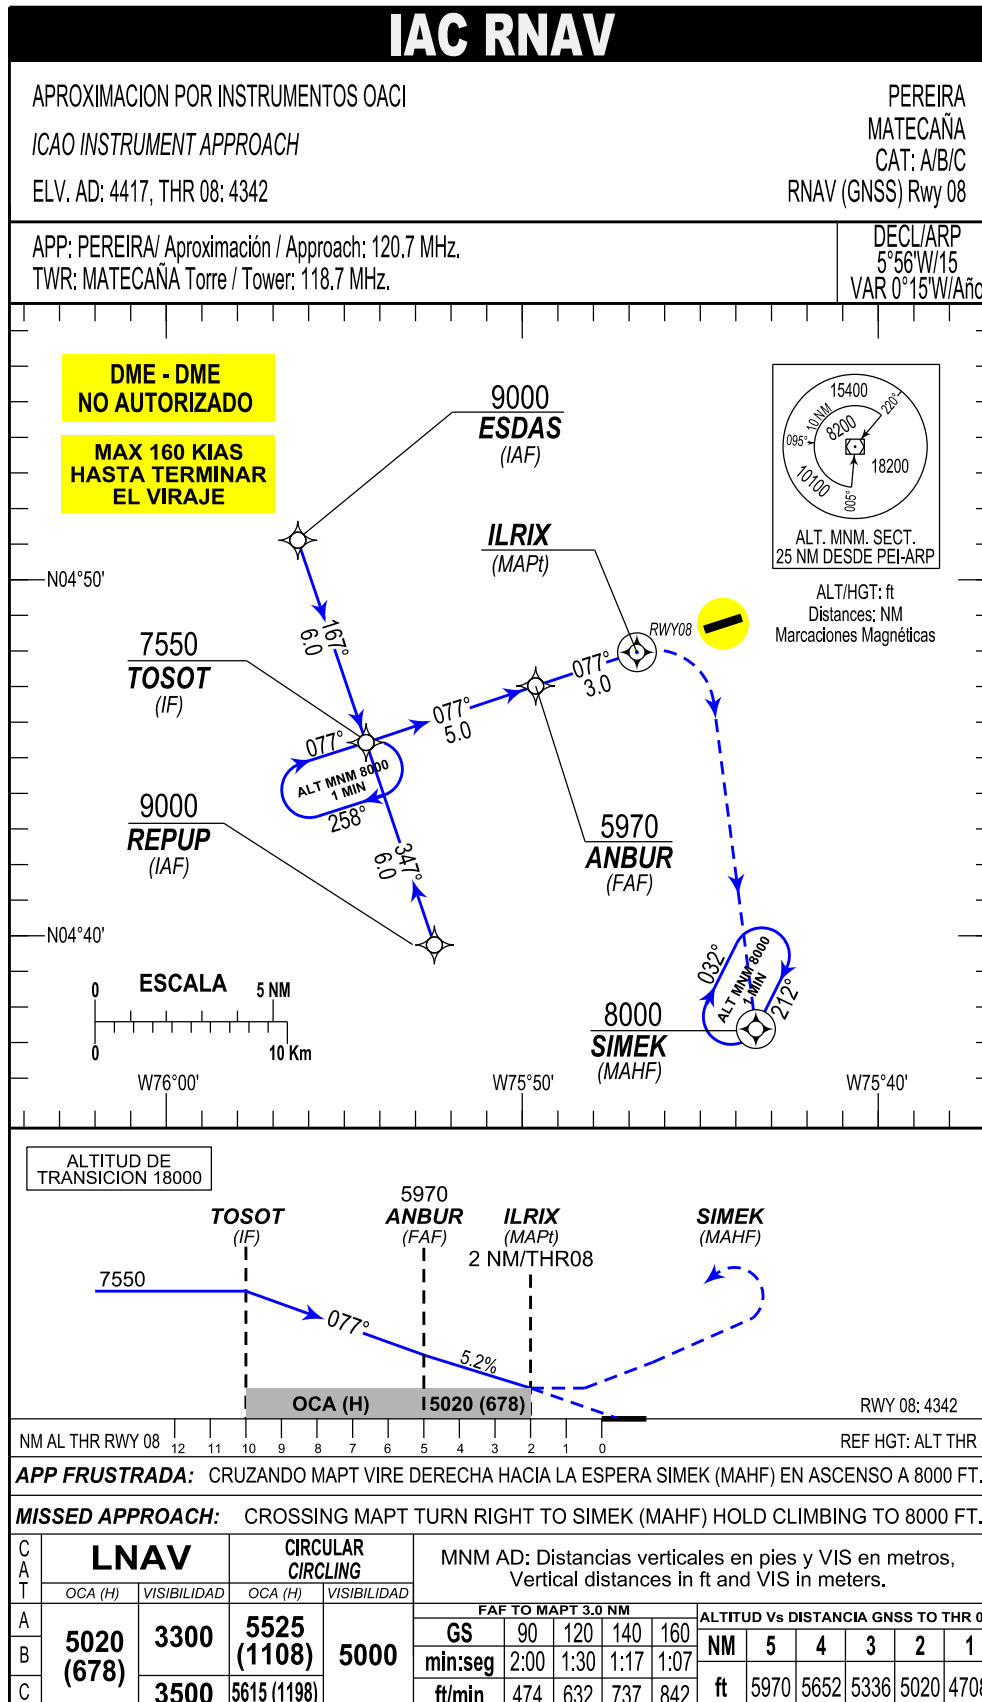 IAC RNAV
APROXIMACION POR INSTRUMENTOS OACI
ICAO INSTRUMENT APPROACH
ELV. AD: 4417, THR 08: 4342
PEREIRA
MATECAÑA
CAT: A/B/C
RNAV (GNSS) Rwy 08
APP: PEREIRA/ Aproximación / Approach: 120.7 MHz.
TWR: MATECAÑA Torre / Tower: 118.7 MHz.
DECL/ARP
5°56'W/15
VAR 0°15'W/Año
DME - DME
NO AUTORIZADO
MAX 160 KIAS
HASTA TERMINAR
EL VIRAJE
9000
ESDAS
(IAF)
15400
10 NM
220°
8200
095°
18200
10100
005°
ALT. MNM. SECT.
25 NM DESDE PEI-ARP
ILRIX
(MAPt)
N04°50'
ALT/HGT: ft
Distances; NM
Marcaciones Magnéticas
RWY08
167°
6.0
7550
TOSOT
(IF)
077°
3.0
077°
5.0
077°
ALT MNM 8000
1 MIN
258°
9000
REPUP
(IAF)
347°
6.0
5970
ANBUR
(FAF)
N04°40'
ESCALA
0
5 NM
0
10 Km
032°
ALT MNM 8000
1 MIN
212°
8000
SIMEK
(MAHF)
W76°00'
W75°50'
W75°40'
ALTITUD DE
TRANSICION 18000
TOSOT
(IF)
5970
ANBUR
(FAF)
ILRIX
(MAPt)
2 NM/THR08
SIMEK
(MAHF)
7550
077°
5.2%
OCA (H)
5020 (678)
RWY 08: 4342
NM AL THR RWY 08
12 11 10 9 8 7 6 5 4 3 2 1 0
REF HGT: ALT THR
APP FRUSTRADA: CRUZANDO MAPT VIRE DERECHA HACIA LA ESPERA SIMEK (MAHF) EN ASCENSO A 8000 FT.
MISSED APPROACH: CROSSING MAPT TURN RIGHT TO SIMEK (MAHF) HOLD CLIMBING TO 8000 FT.
CAT
LNAV
CIRCULAR
CIRCLING
OCA (H) VISIBILIDAD OCA (H) VISIBILIDAD
MNM AD: Distancias verticales en pies y VIS en metros,
Vertical distances in ft and VIS in meters.
A
B
C
5020
(678)
3300
3500
5525
(1108)
5615 (1198)
5000
FAF TO MAPT 3.0 NM
GS 90 120 140 160
min:seg 2:00 1:30 1:17 1:07
ft/min 474 632 737 842
ALTITUD Vs DISTANCIA GNSS TO THR 0
NM 5 4 3 2 1
ft 5970 5652 5336 5020 4708